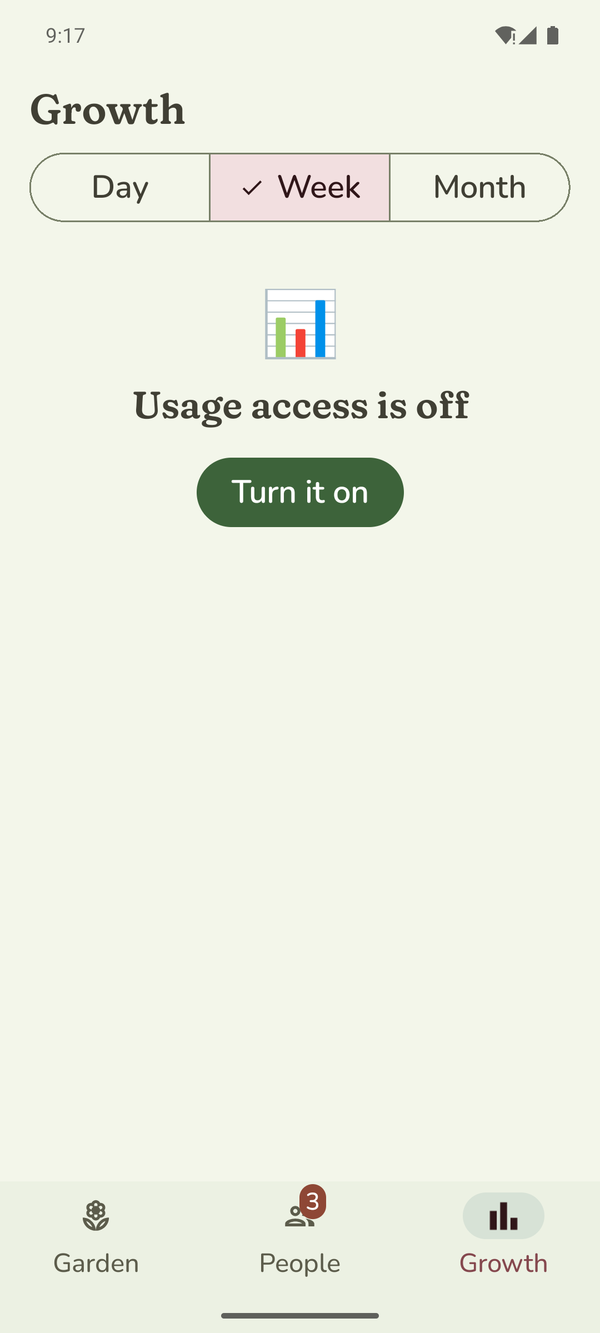 9:17
Growth
Day
Week
Month
Usage access is off
Turn it on
3
Garden
People
Growth